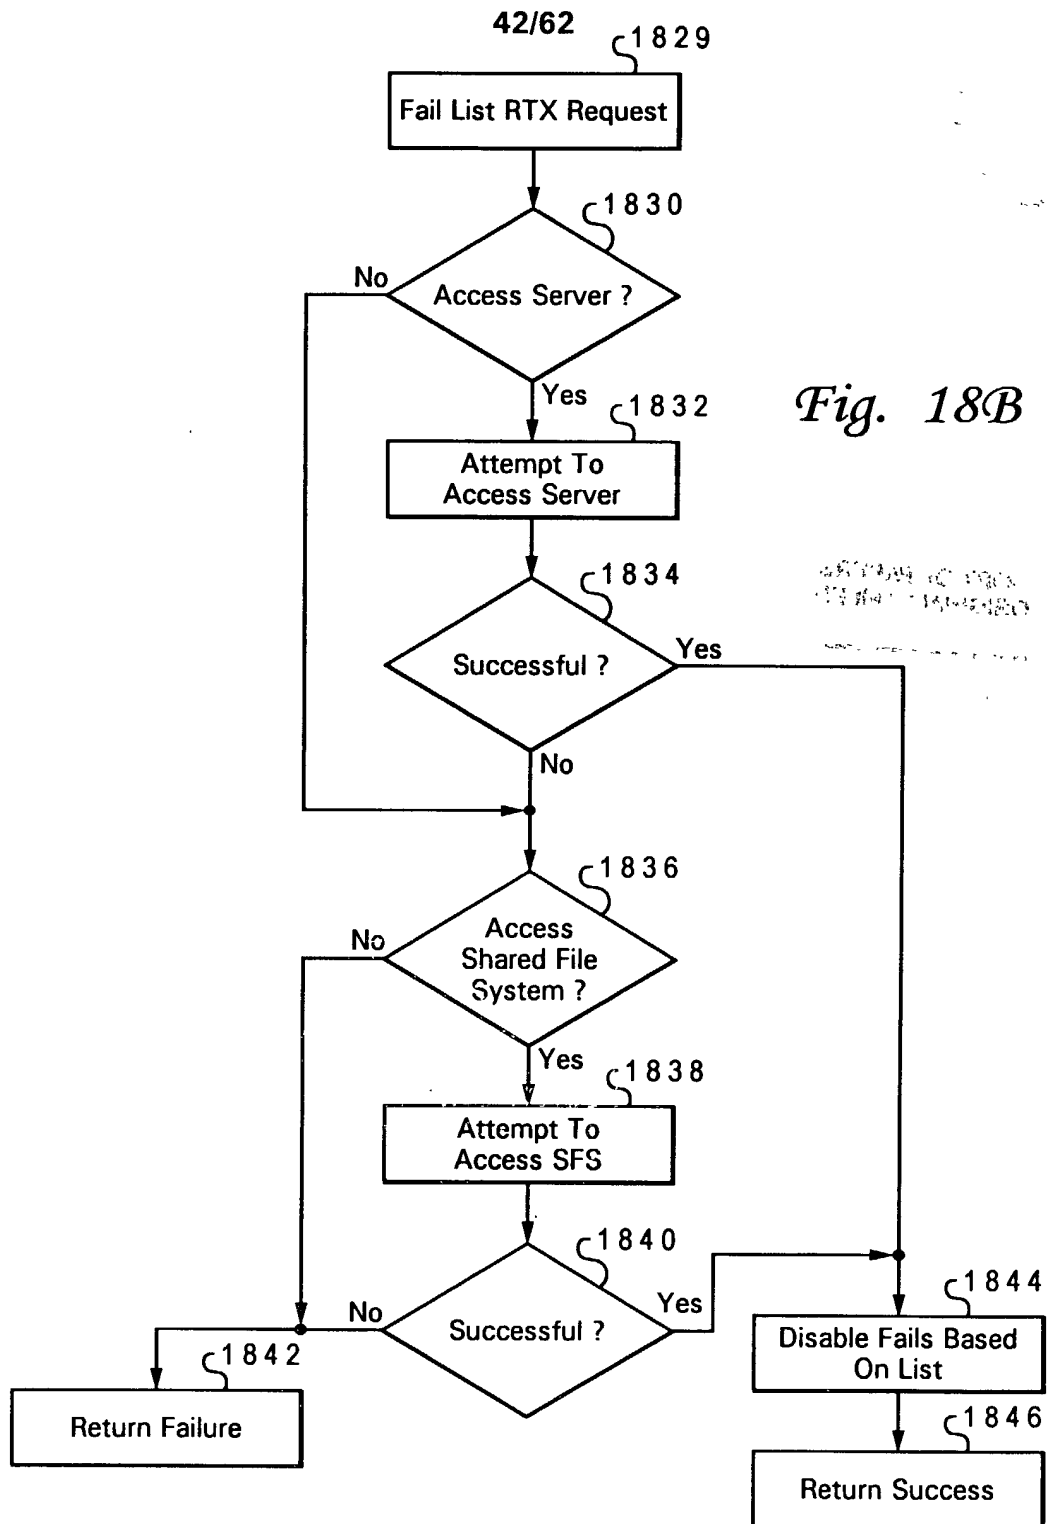 42/62
1829
Fail List RTX Request
1830
No
Access Server ?
Yes
Fig. 18B
1832
Attempt To
Access Server
1834
Yes
Successful ?
No
1836
No
Access
Shared File
System ?
Yes
1838
Attempt To
Access SFS
1840
No
Successful ?
Yes
1844
Disable Fails Based
On List
1842
Return Failure
1846
Return Success